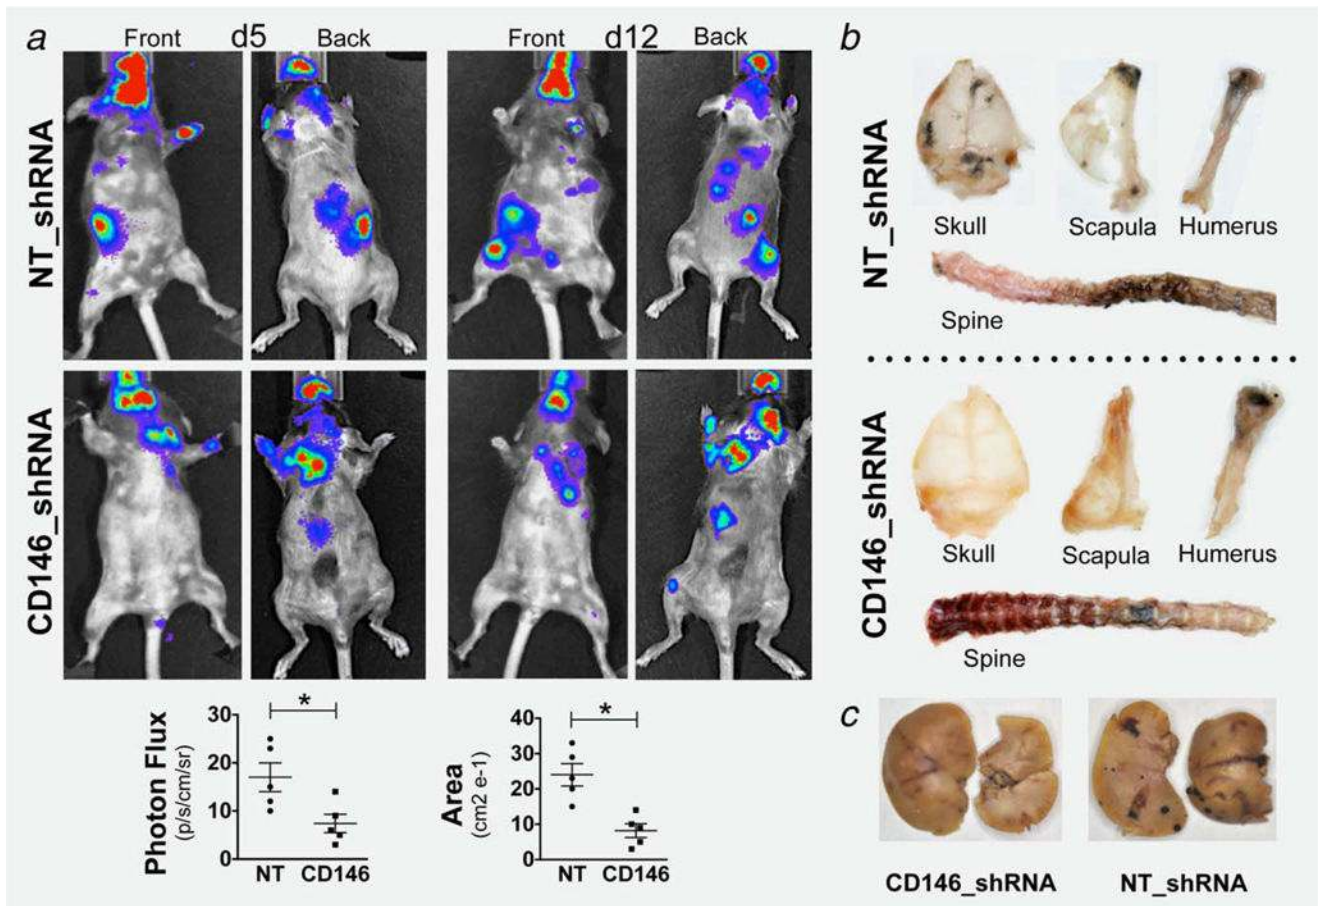 a
Front d5 Back
Front d12 Back
NT_shRNA
CD146_shRNA
Photon Flux
(p/s/cm/sr)
30
20
10
0
NT CD146
*
Area
(cm2 e-1)
40
30
20
10
0
NT CD146
*
b
NT_shRNA
Skull Scapula Humerus
Spine
CD146_shRNA
Skull Scapula Humerus
Spine
c
CD146_shRNA NT_shRNA